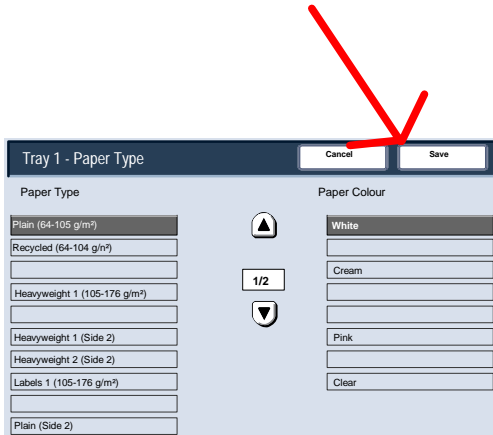 Tray 1 - Paper Type
Cancel
Save
Paper Type
Paper Colour
Plain (64-105 g/m²)
White
Recycled (64-104 g/n²)
Cream
1/2
Heavyweight 1 (105-176 g/m²)
Heavyweight 1 (Side 2)
Pink
Heavyweight 2 (Side 2)
Labels 1 (105-176 g/m²)
Clear
Plain (Side 2)